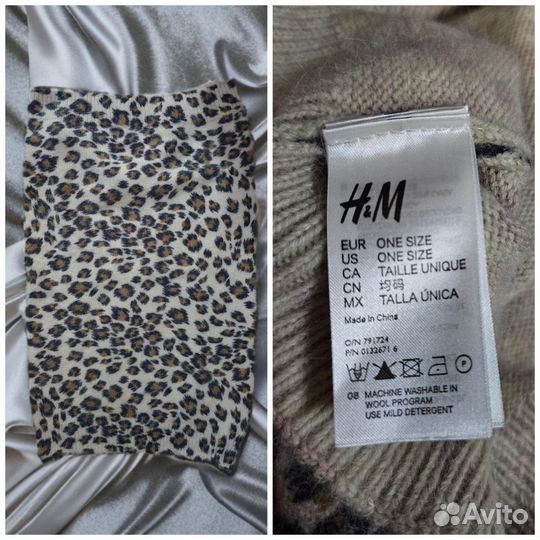 H&M
EUR ONE SIZE
US ONE SIZE
CA TAILLE UNIQUE
CN 均码
MX TALLA ÚNICA
Made in China
C/N 791724
P/N 0132671 6
GB MACHINE WASHABLE IN
WOOL PROGRAM
USE MILD DETERGENT
Avito